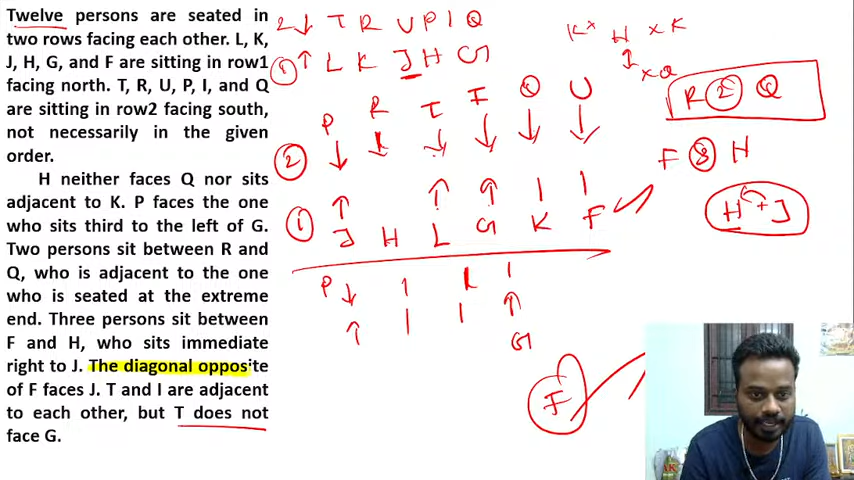 Twelve persons are seated in
two rows facing each other. L, K,
J, H, G, and F are sitting in row1
facing north. T, R, U, P, I, and Q
are sitting in row2 facing south,
not necessarily in the given
order.
H neither faces Q nor sits
adjacent to K. P faces the one
who sits third to the left of G.
Two persons sit between R and
Q, who is adjacent to the one
who is seated at the extreme
end. Three persons sit between
F and H, who sits immediate
right to J. The diagonal opposite
of F faces J. T and I are adjacent
to each other, but T does not
face G.
2↓ T R U P I Q
1↑ L K J H G
K× H × K
↕
×Q
R 2 Q
F 3 H
H + J
P R T I Q U
2 ↓ ↓ ↓ ↓ ↓ ↓
1 ↑ ↑ ↑
J H L G K F
P ↓
↑ ↑
G
F